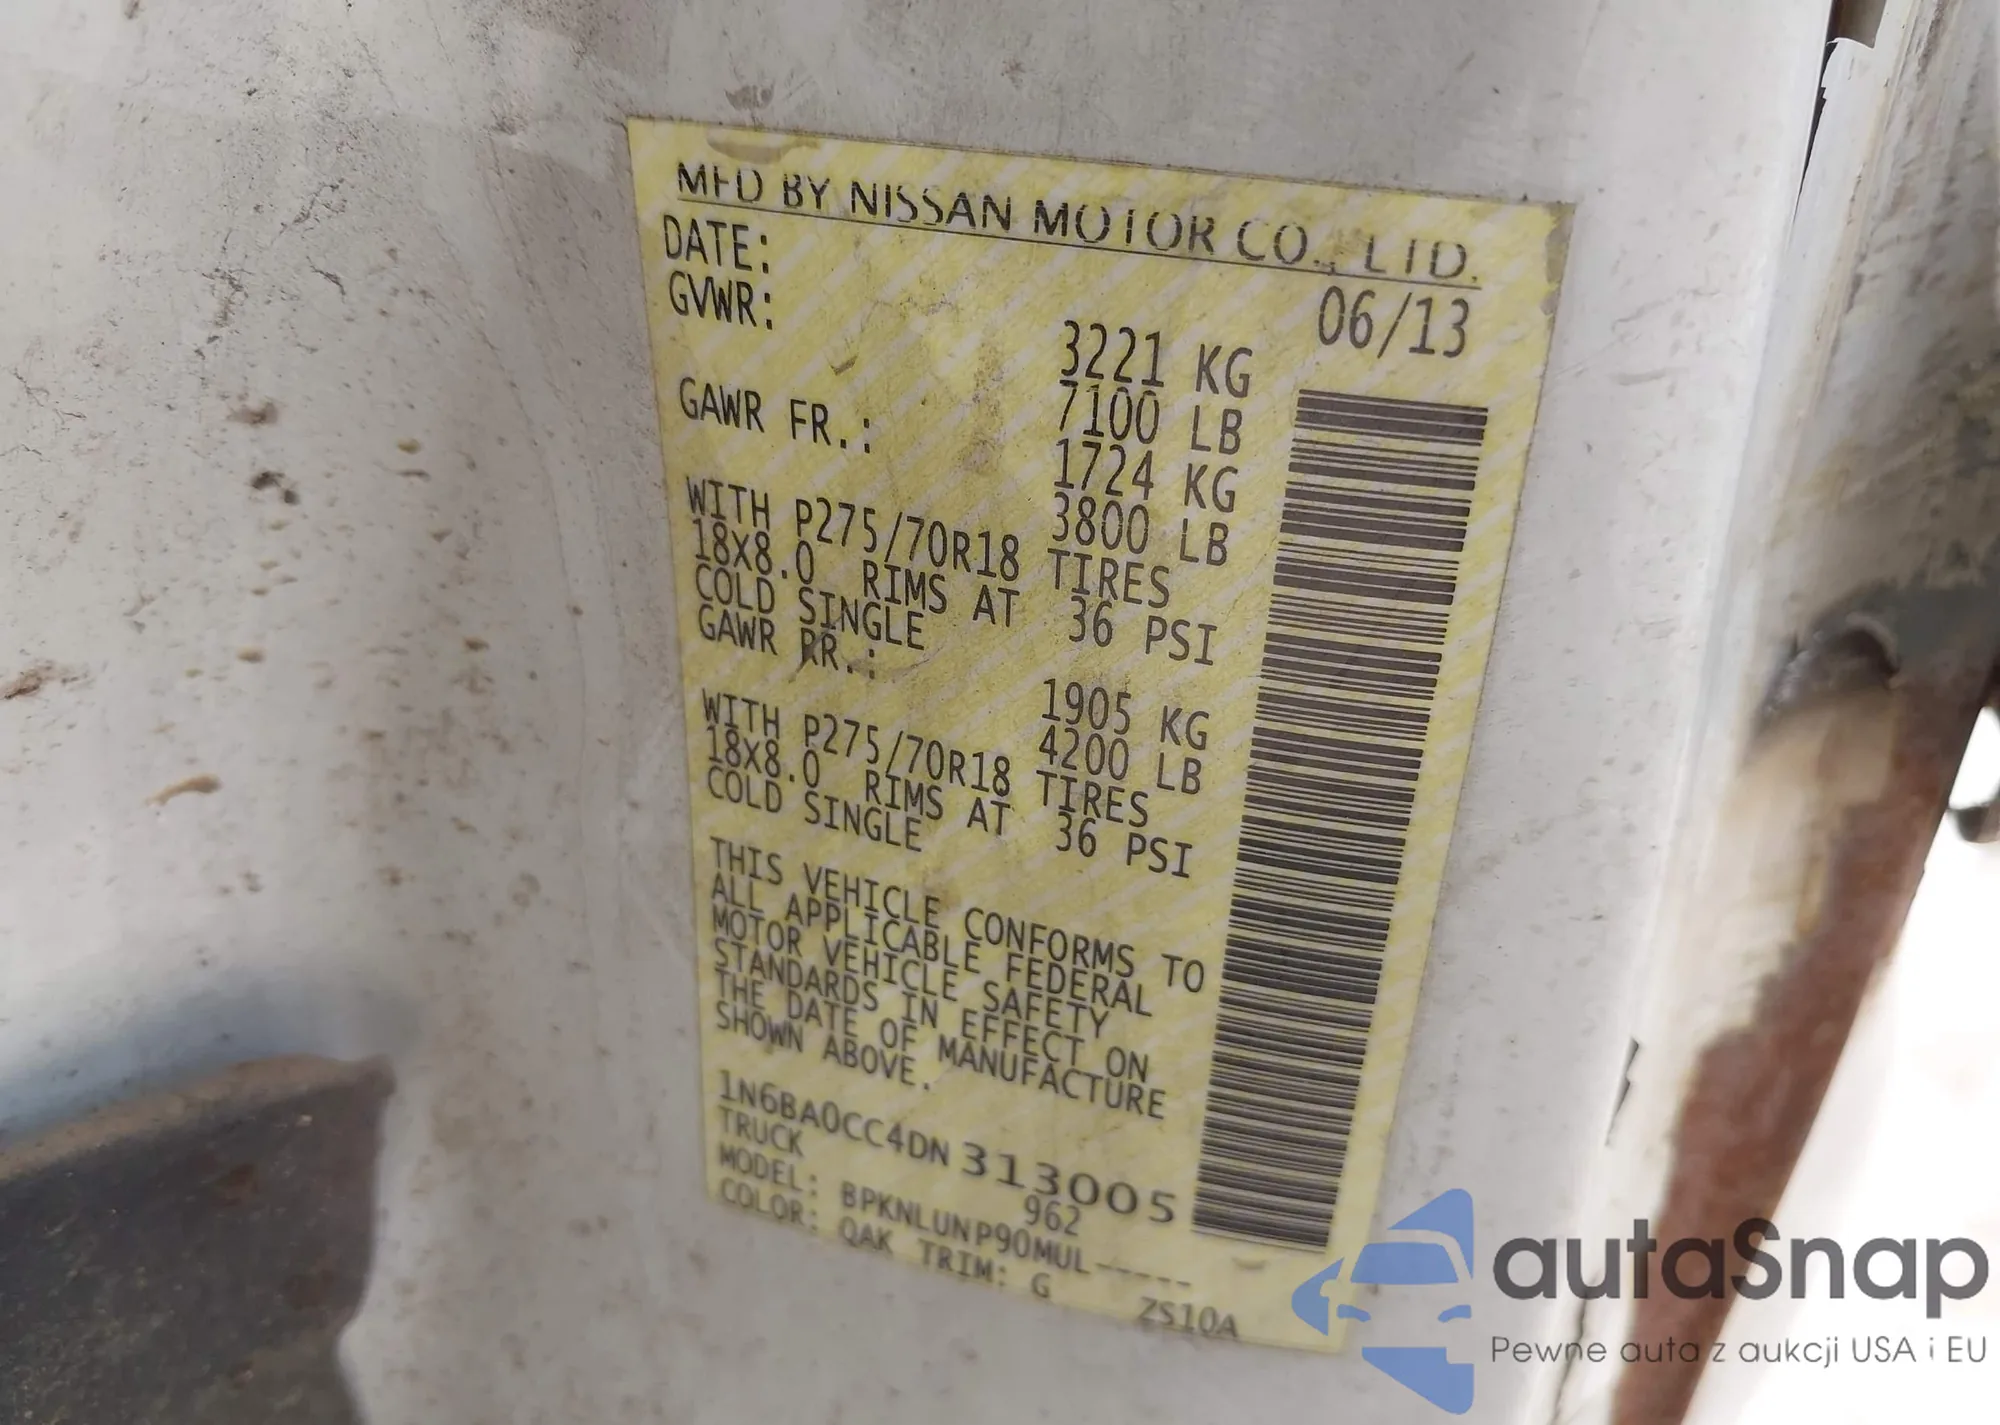 MFD BY NISSAN MOTOR CO., LTD.
DATE: 06/13
GVWR: 3221 KG
7100 LB
GAWR FR.: 1724 KG
3800 LB
WITH P275/70R18 TIRES
18X8.0 RIMS AT 36 PSI
COLD SINGLE
GAWR RR.: 1905 KG
4200 LB
WITH P275/70R18 TIRES
18X8.0 RIMS AT 36 PSI
COLD SINGLE
THIS VEHICLE CONFORMS TO
ALL APPLICABLE FEDERAL
MOTOR VEHICLE SAFETY
STANDARDS IN EFFECT ON
THE DATE OF MANUFACTURE
SHOWN ABOVE.
1N6BA0CC4DN313005
TRUCK 962
MODEL: BPKNLUNP90MUL-----
COLOR: QAK TRIM: G ZS10A
autaSnap
Pewne auta z aukcji USA i EU